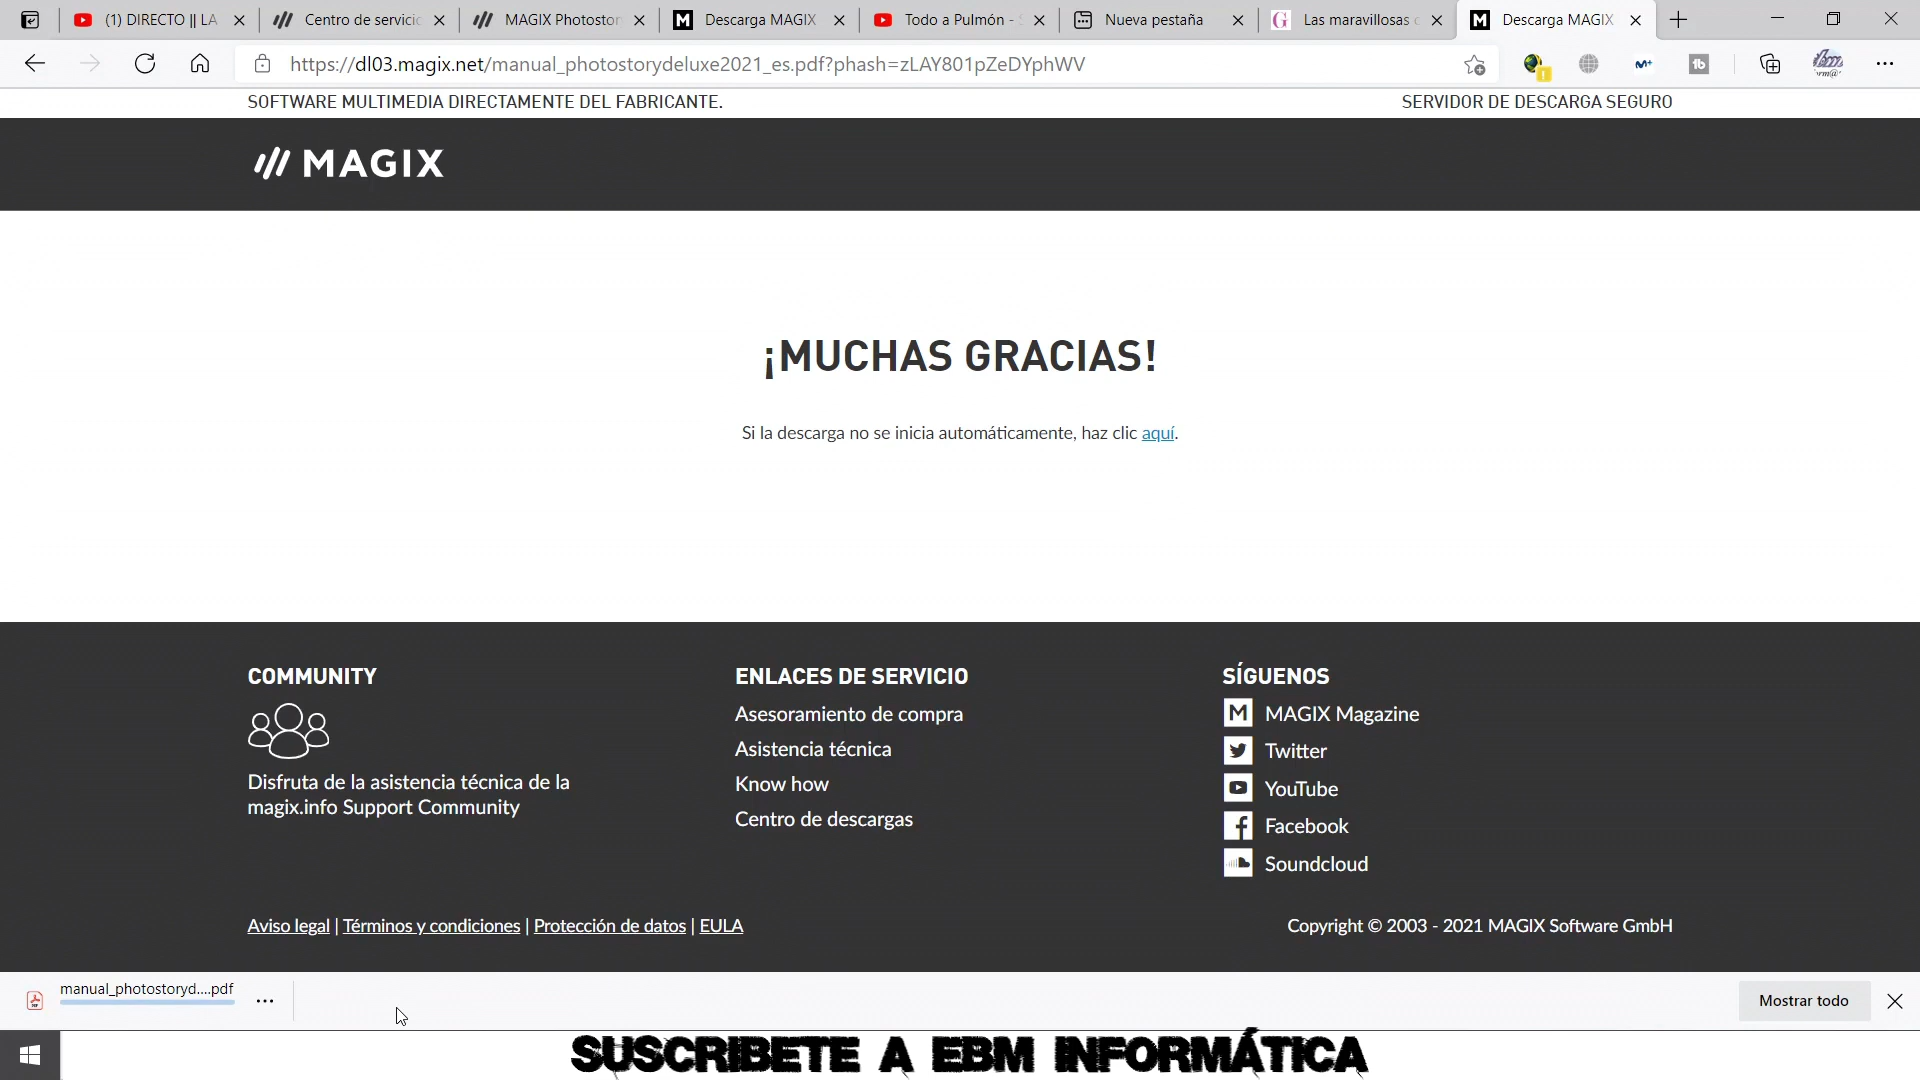 (1) DIRECTO || LA
Centro de servicio
MAGIX Photostor
Descarga MAGIX
Todo a Pulmón -
Nueva pestaña
G
Las maravillosas
M
Descarga MAGIX
https://dl03.magix.net/manual_photostorydeluxe2021_es.pdf?phash=zLAY801pZeDYphWV
SOFTWARE MULTIMEDIA DIRECTAMENTE DEL FABRICANTE.
SERVIDOR DE DESCARGA SEGURO
MAGIX
¡MUCHAS GRACIAS!
Si la descarga no se inicia automáticamente, haz clic aquí.
COMMUNITY
Disfruta de la asistencia técnica de la
magix.info Support Community
ENLACES DE SERVICIO
Asesoramiento de compra
Asistencia técnica
Know how
Centro de descargas
SÍGUENOS
MAGIX Magazine
Twitter
YouTube
Facebook
Soundcloud
Aviso legal | Términos y condiciones | Protección de datos | EULA
Copyright © 2003 - 2021 MAGIX Software GmbH
manual_photostoryd....pdf
Mostrar todo
SUSCRIBETE A EBM INFORMÁTICA